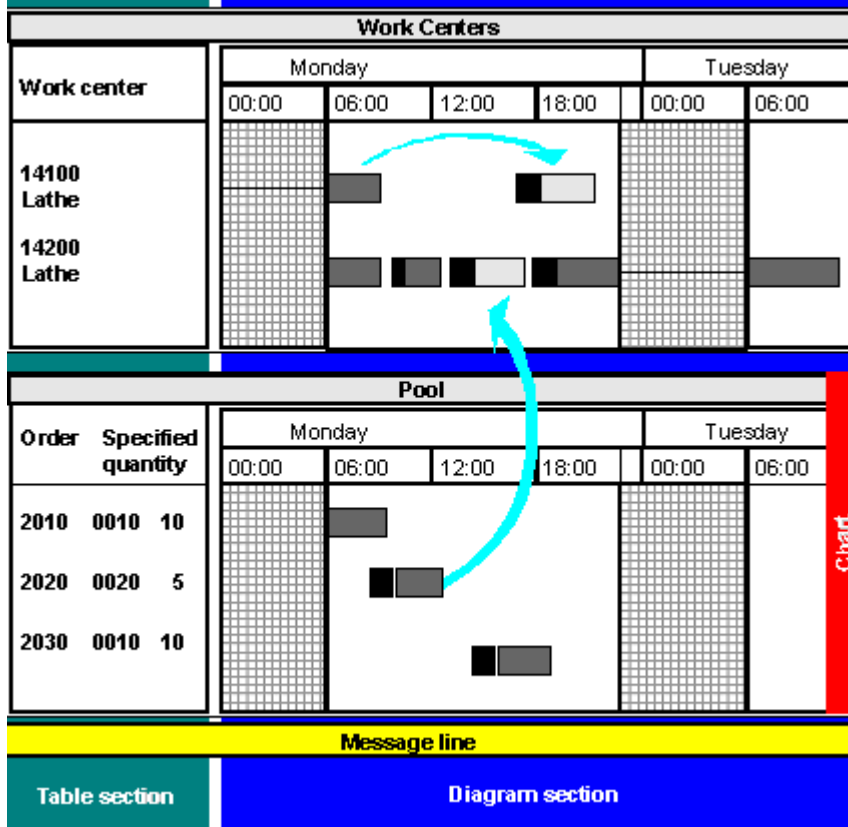 Work Centers
Work center
Monday
Tuesday
00:00 06:00 12:00 18:00 00:00 06:00
14100
Lathe
14200
Lathe
Pool
Order Specified
quantity
Monday
Tuesday
00:00 06:00 12:00 18:00 00:00 06:00
2010 0010 10
2020 0020 5
2030 0010 10
Chart
Message line
Table section
Diagram section